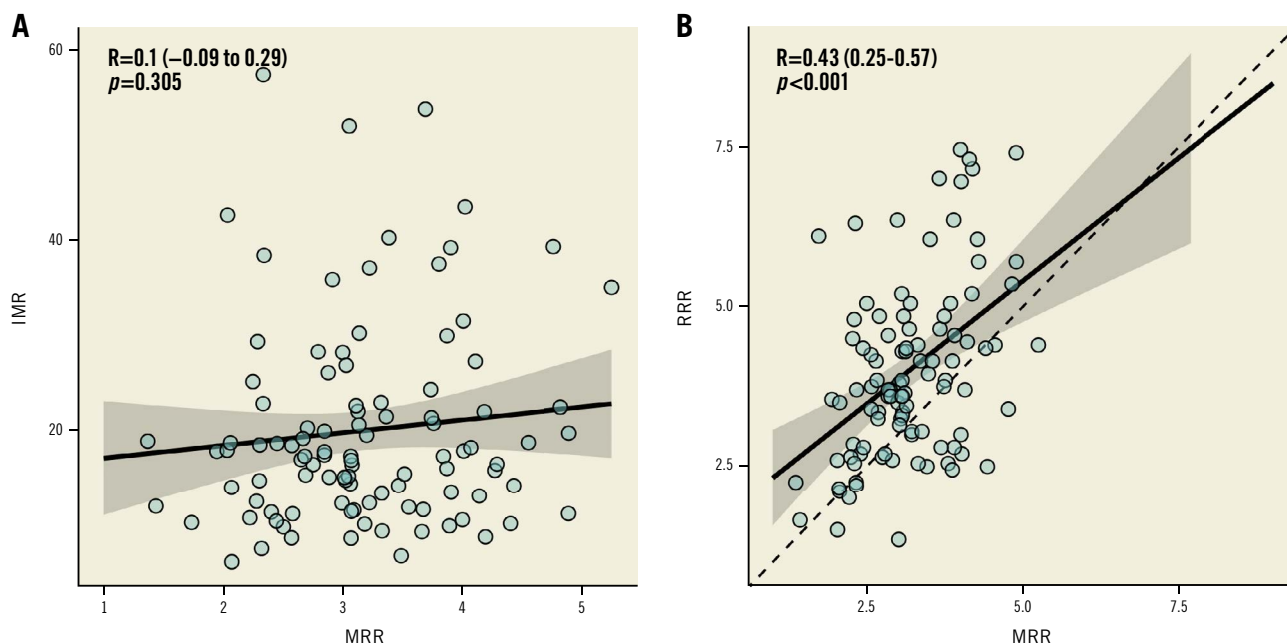 A
R=0.1 (–0.09 to 0.29)
p=0.305
60
40
20
IMR
1 2 3 4 5
MRR
B
R=0.43 (0.25-0.57)
p<0.001
7.5
5.0
2.5
RRR
2.5 5.0 7.5
MRR